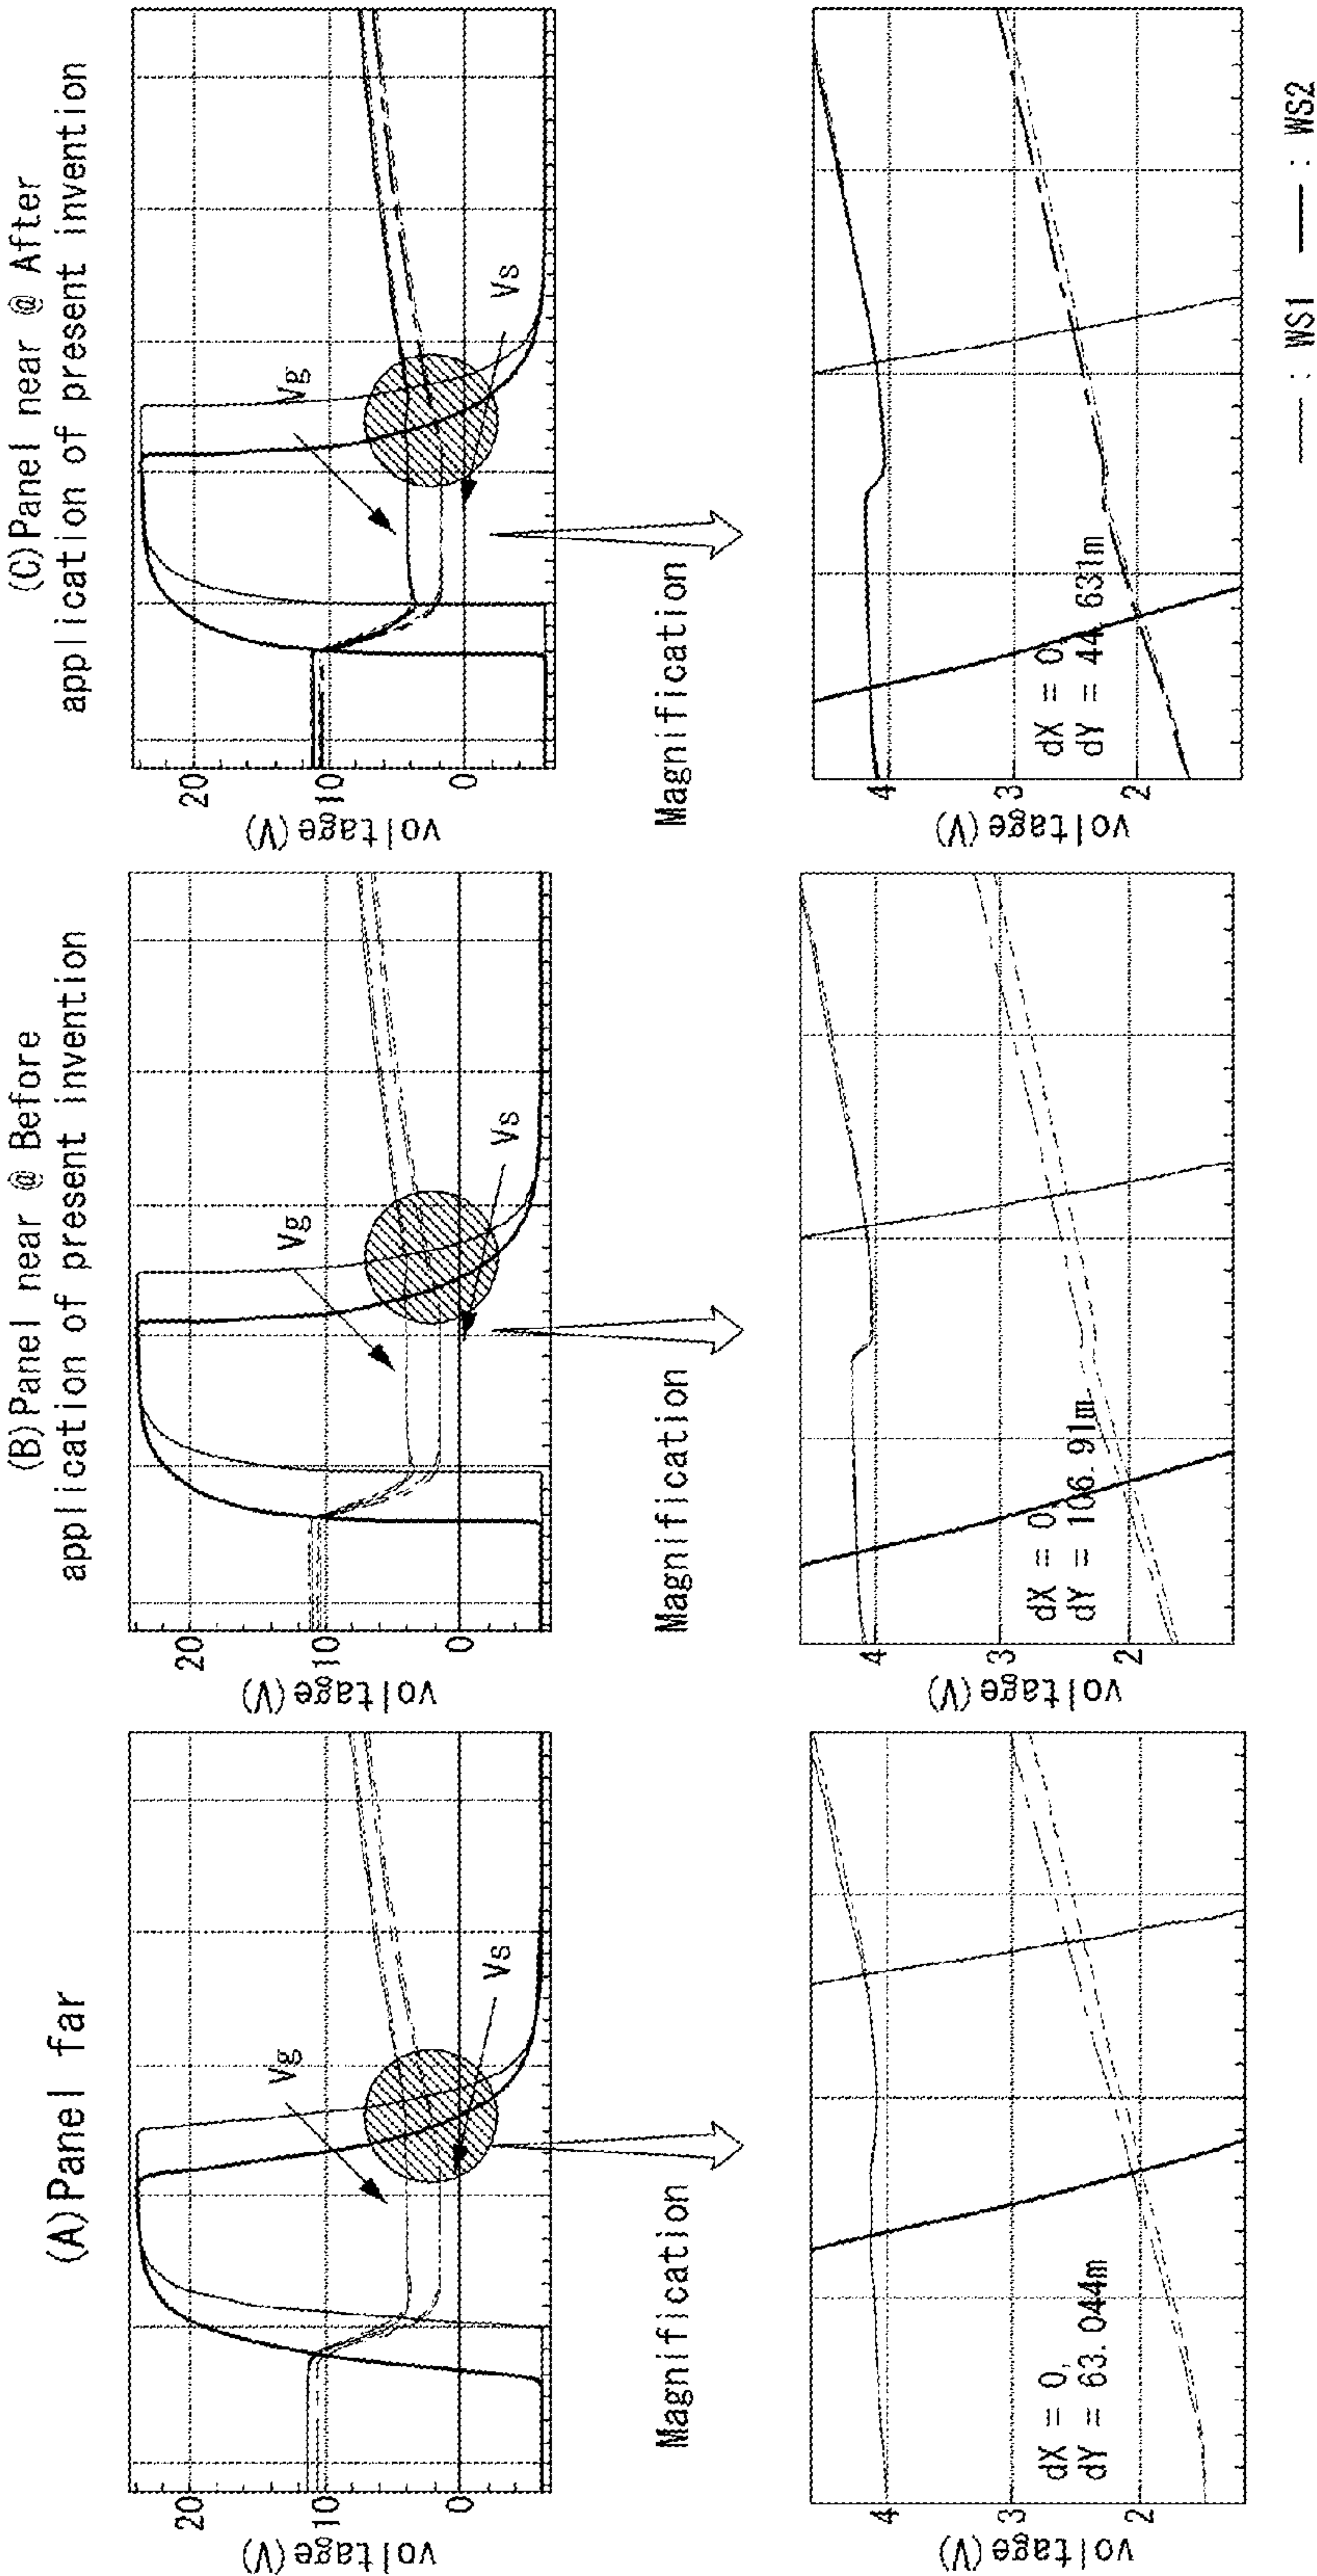 (A)Panel far
voltage(V)
20
10
0
Vg
Vs
Magnification
voltage(V)
4
3
2
dX = 0,
dY = 63.044m
(B)Panel near @ Before
application of present invention
voltage(V)
20
10
0
Vg
Vs
Magnification
voltage(V)
4
3
2
dX = 0,
dY = 106.91m
(C)Panel near @ After
application of present invention
voltage(V)
20
10
0
Vg
Vs
Magnification
voltage(V)
4
3
2
dX = 0,
dY = 44.631m
: WS1
: WS2